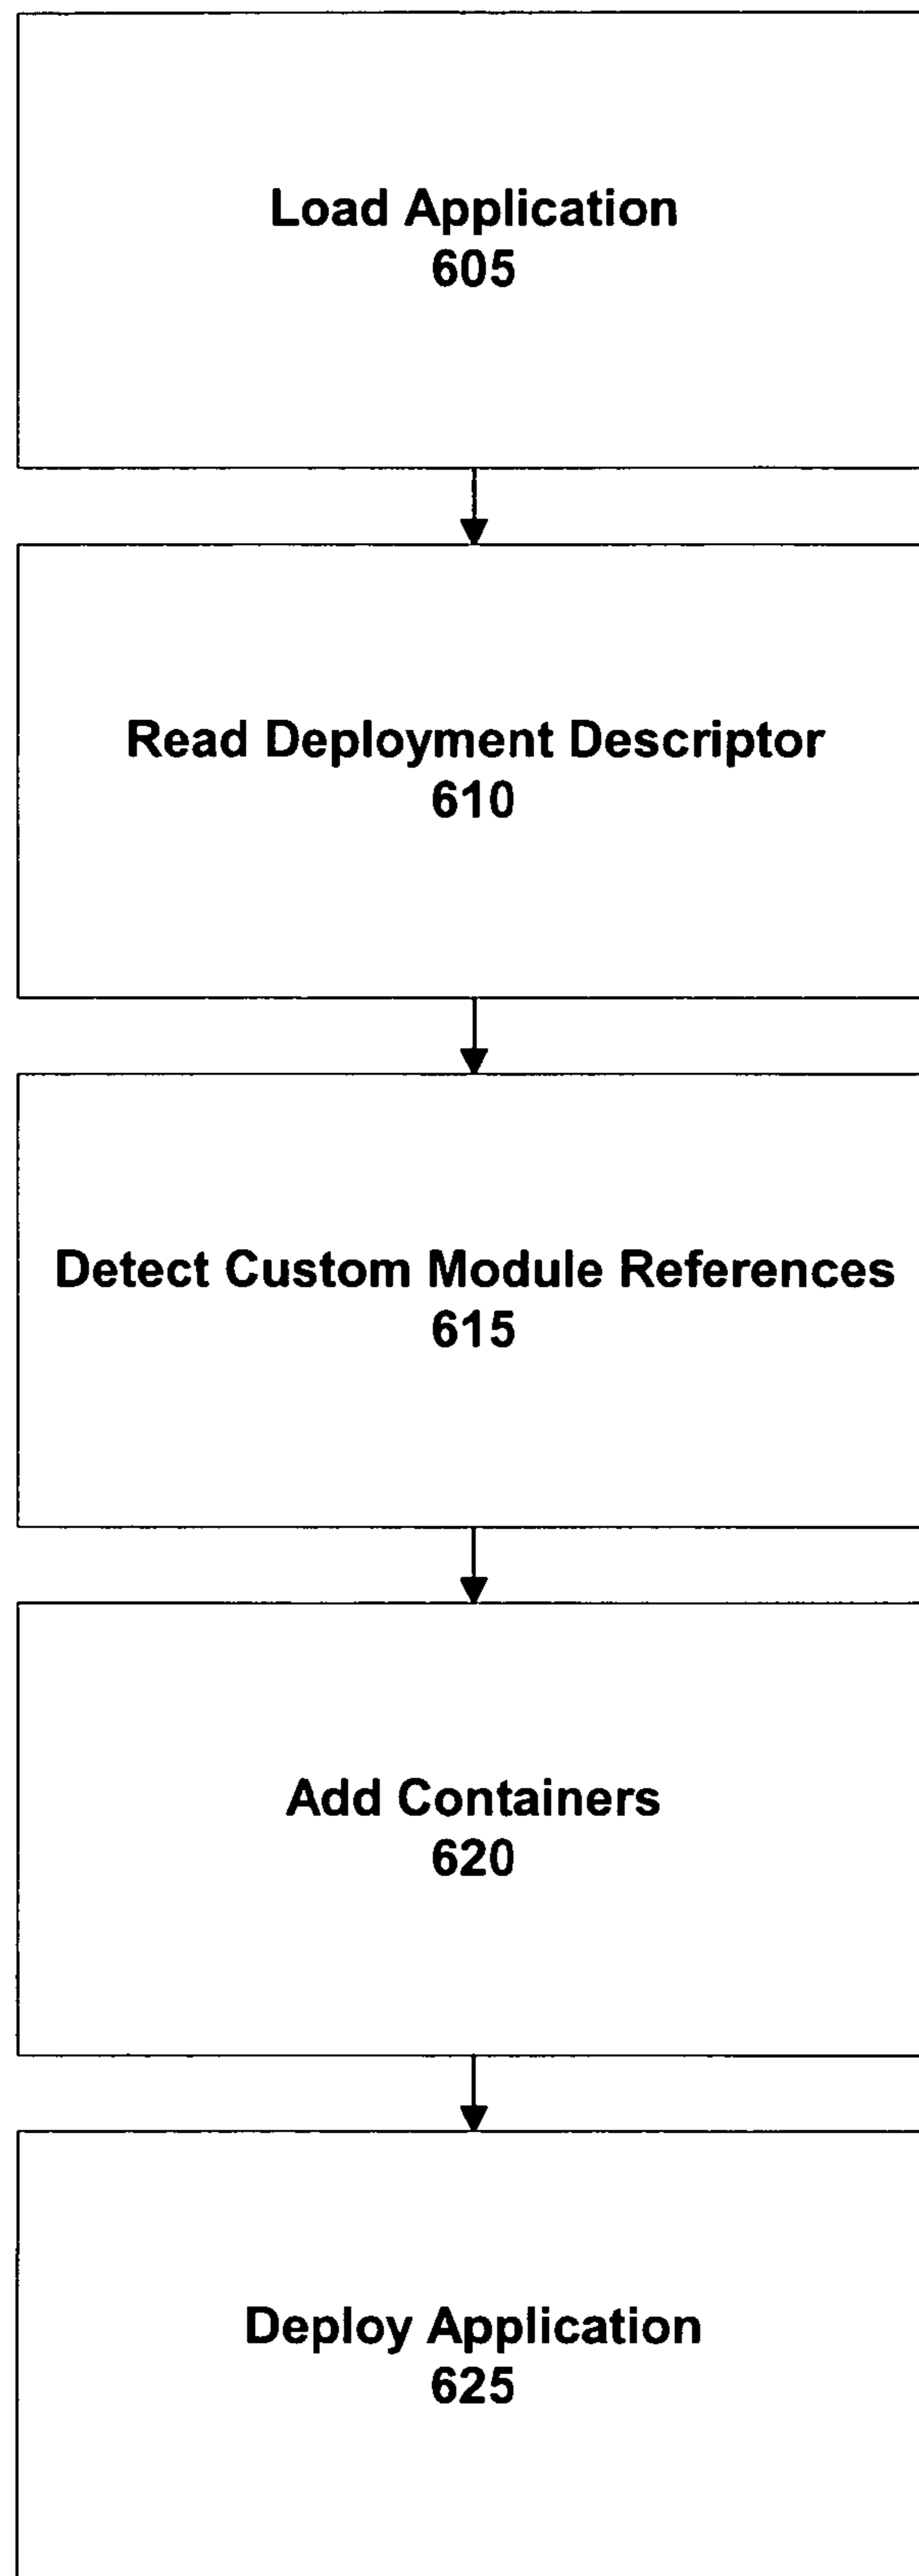 Load Application
605
Read Deployment Descriptor
610
Detect Custom Module References
615
Add Containers
620
Deploy Application
625